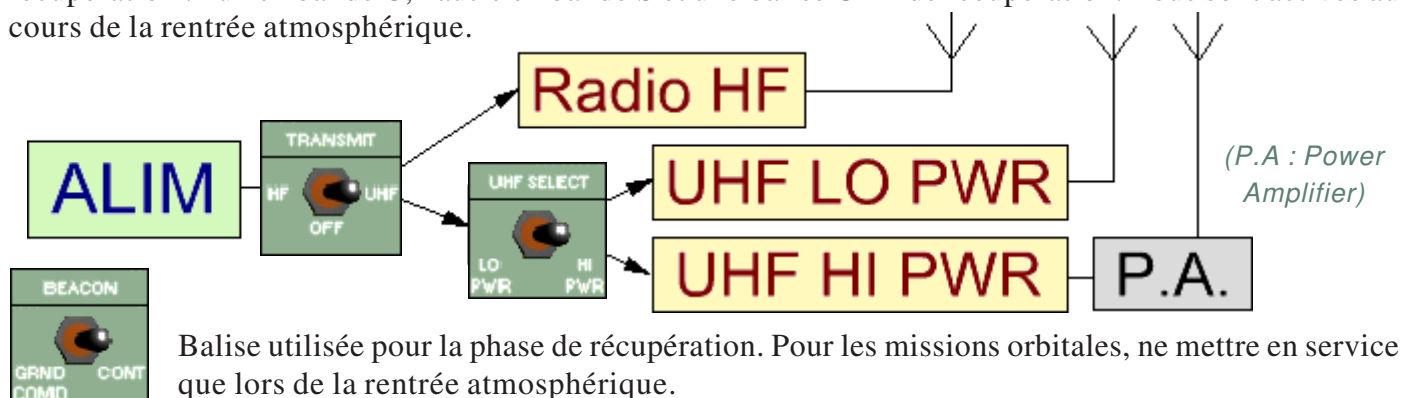 cours de la rentrée atmosphérique.
Radio HF
TRANSMIT
ALIM
HF
UHF
OFF
UHF SELECT
LO
PWR
HI
PWR
UHF LO PWR
UHF HI PWR
P.A.
(P.A : Power
Amplifier)
BEACON
GRND
CONT
Balise utilisée pour la phase de récupération. Pour les missions orbitales, ne mettre en service
que lors de la rentrée atmosphérique.